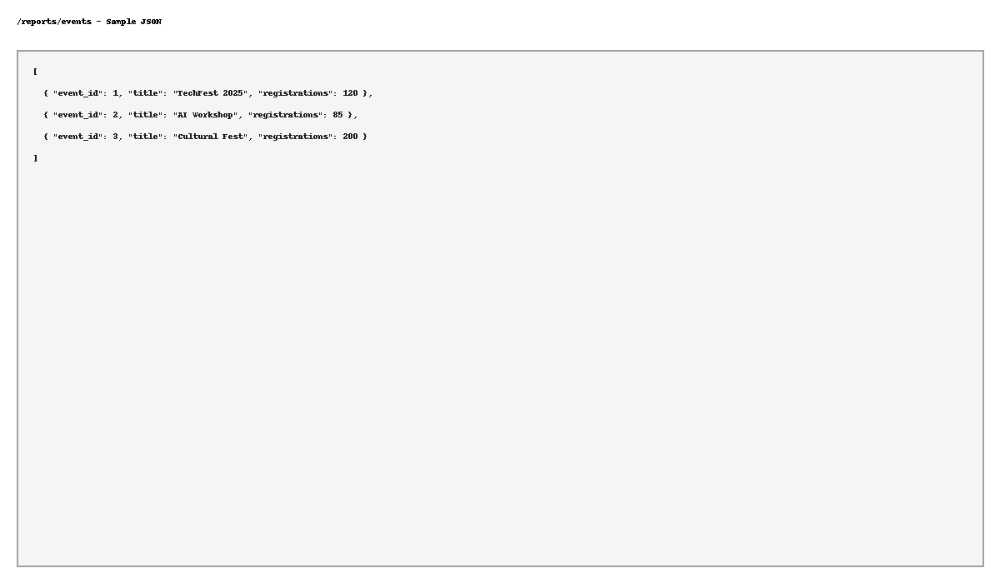 /reports/events - Sample JSON
[
{ "event_id": 1, "title": "TechFest 2025", "registrations": 120 },
{ "event_id": 2, "title": "AI Workshop", "registrations": 85 },
{ "event_id": 3, "title": "Cultural Fest", "registrations": 200 }
]